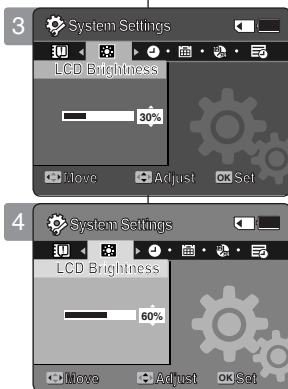 3
System Settings
LCD Brightness
30%
Move Adjust OK Set
4
System Settings
LCD Brightness
60%
Move Adjust OK Set